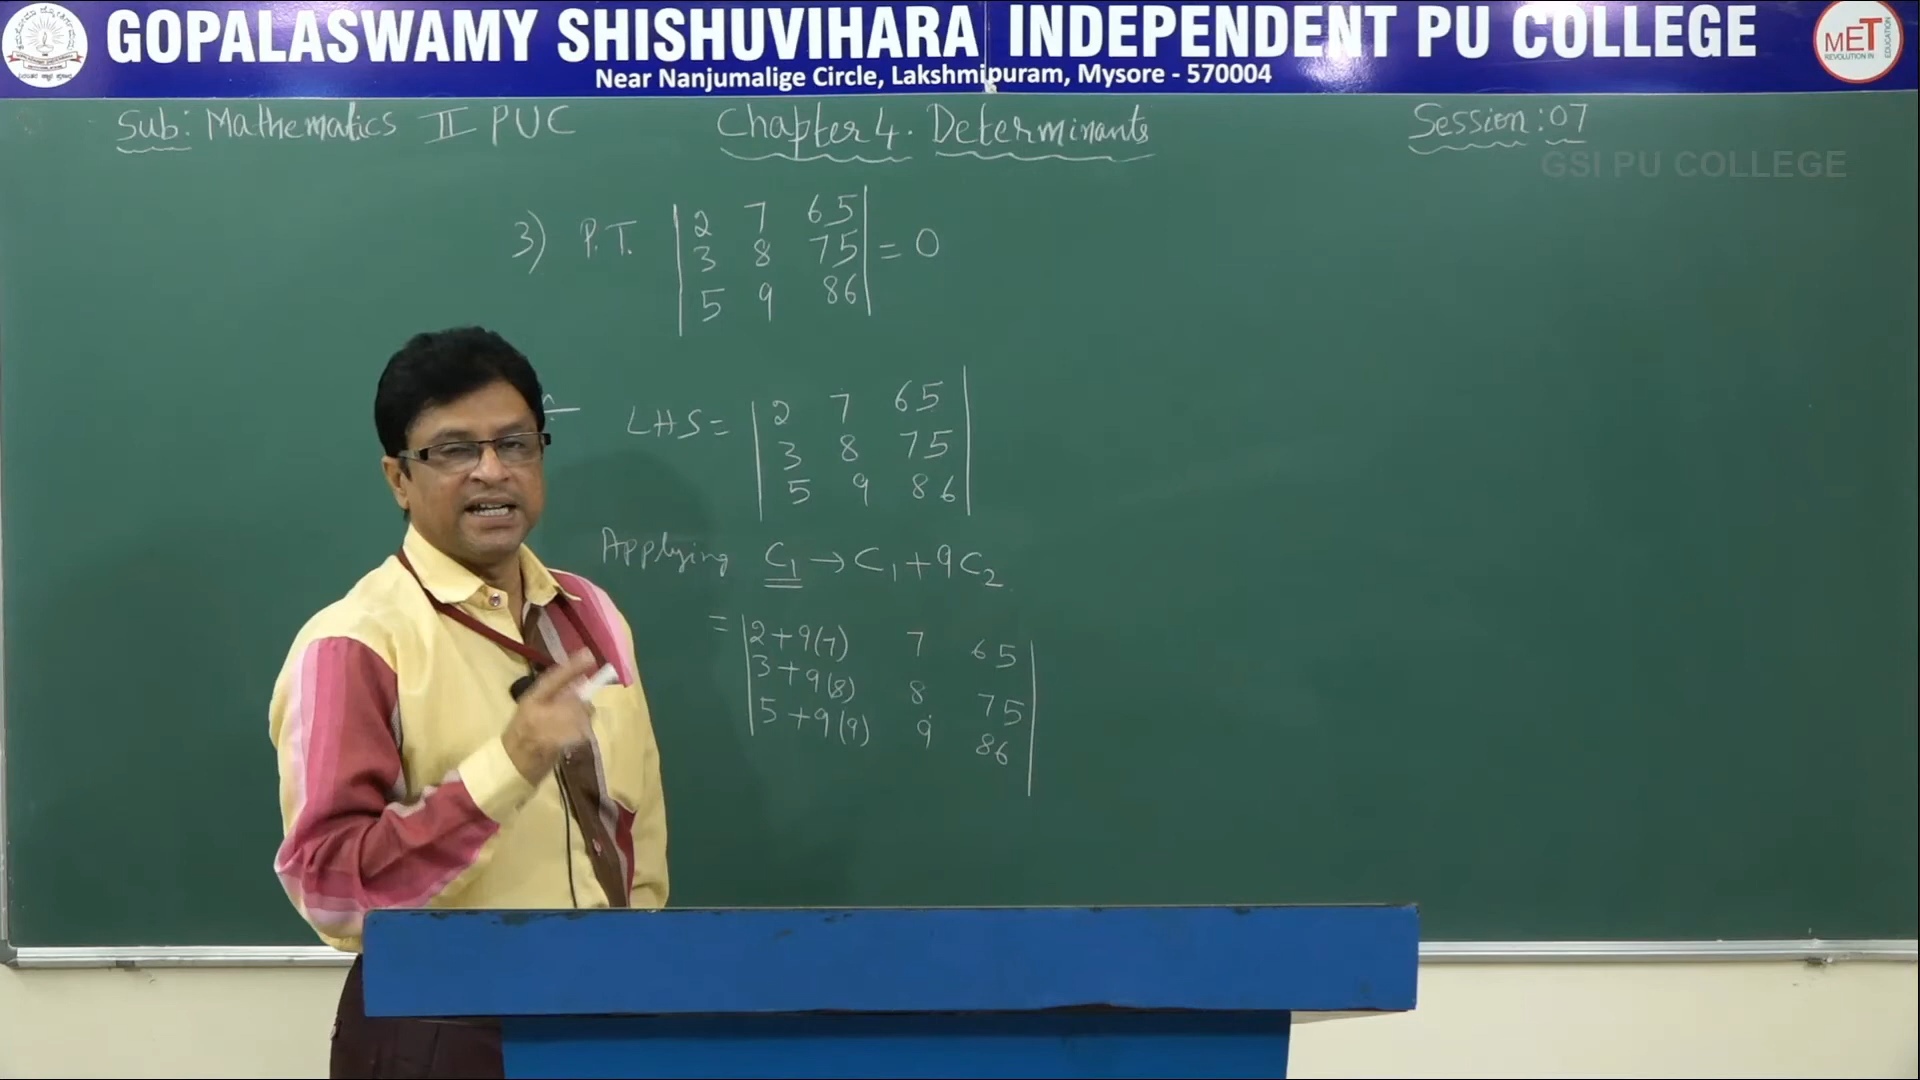 GOPALASWAMY SHISHUVIHARA INDEPENDENT PU COLLEGE
Near Nanjumalige Circle, Lakshmipuram, Mysore - 570004
MET
REVOLUTION IN EDUCATION
Sub: Mathematics II PUC Chapter 4. Determinants Session: 07
GSI PU COLLEGE
3) P.T. | 2 7 65 |
| 3 8 75 | = 0
| 5 9 86 |
LHS = | 2 7 65 |
| 3 8 75 |
| 5 9 86 |
Applying C₁ → C₁ + 9C₂
= | 2+9(7) 7 65 |
| 3+9(8) 8 75 |
| 5+9(9) 9 86 |